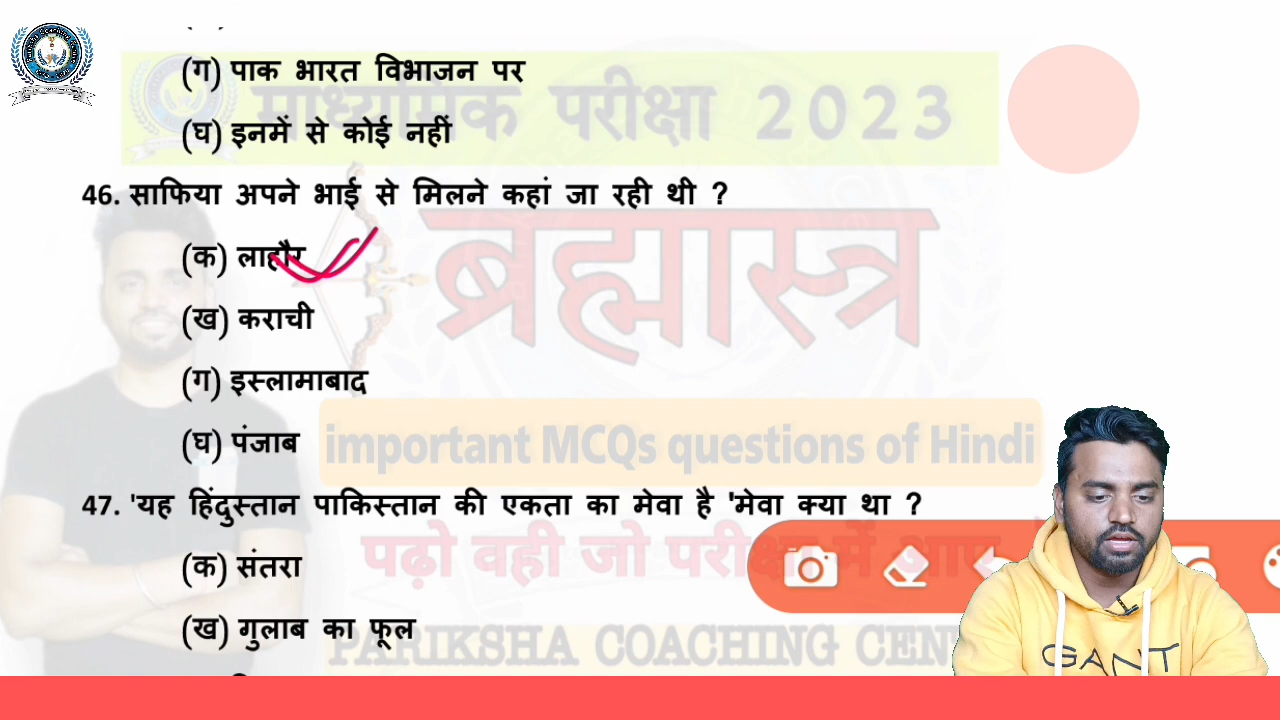 (ग) पाक भारत विभाजन पर
माध्यमिक परीक्षा 2023
(घ) इनमें से कोई नहीं
46. साफिया अपने भाई से मिलने कहां जा रही थी ?
ब्रह्मास्त्र
(क) लाहौर
(ख) कराची
(ग) इस्लामाबाद
(घ) पंजाब
important MCQs questions of Hindi
47. 'यह हिंदुस्तान पाकिस्तान की एकता का मेवा है 'मेवा क्या था ?
पढ़ो वही जो परीक्षा में आए
(क) संतरा
(ख) गुलाब का फूल
PARIKSHA COACHING CEN
GANT